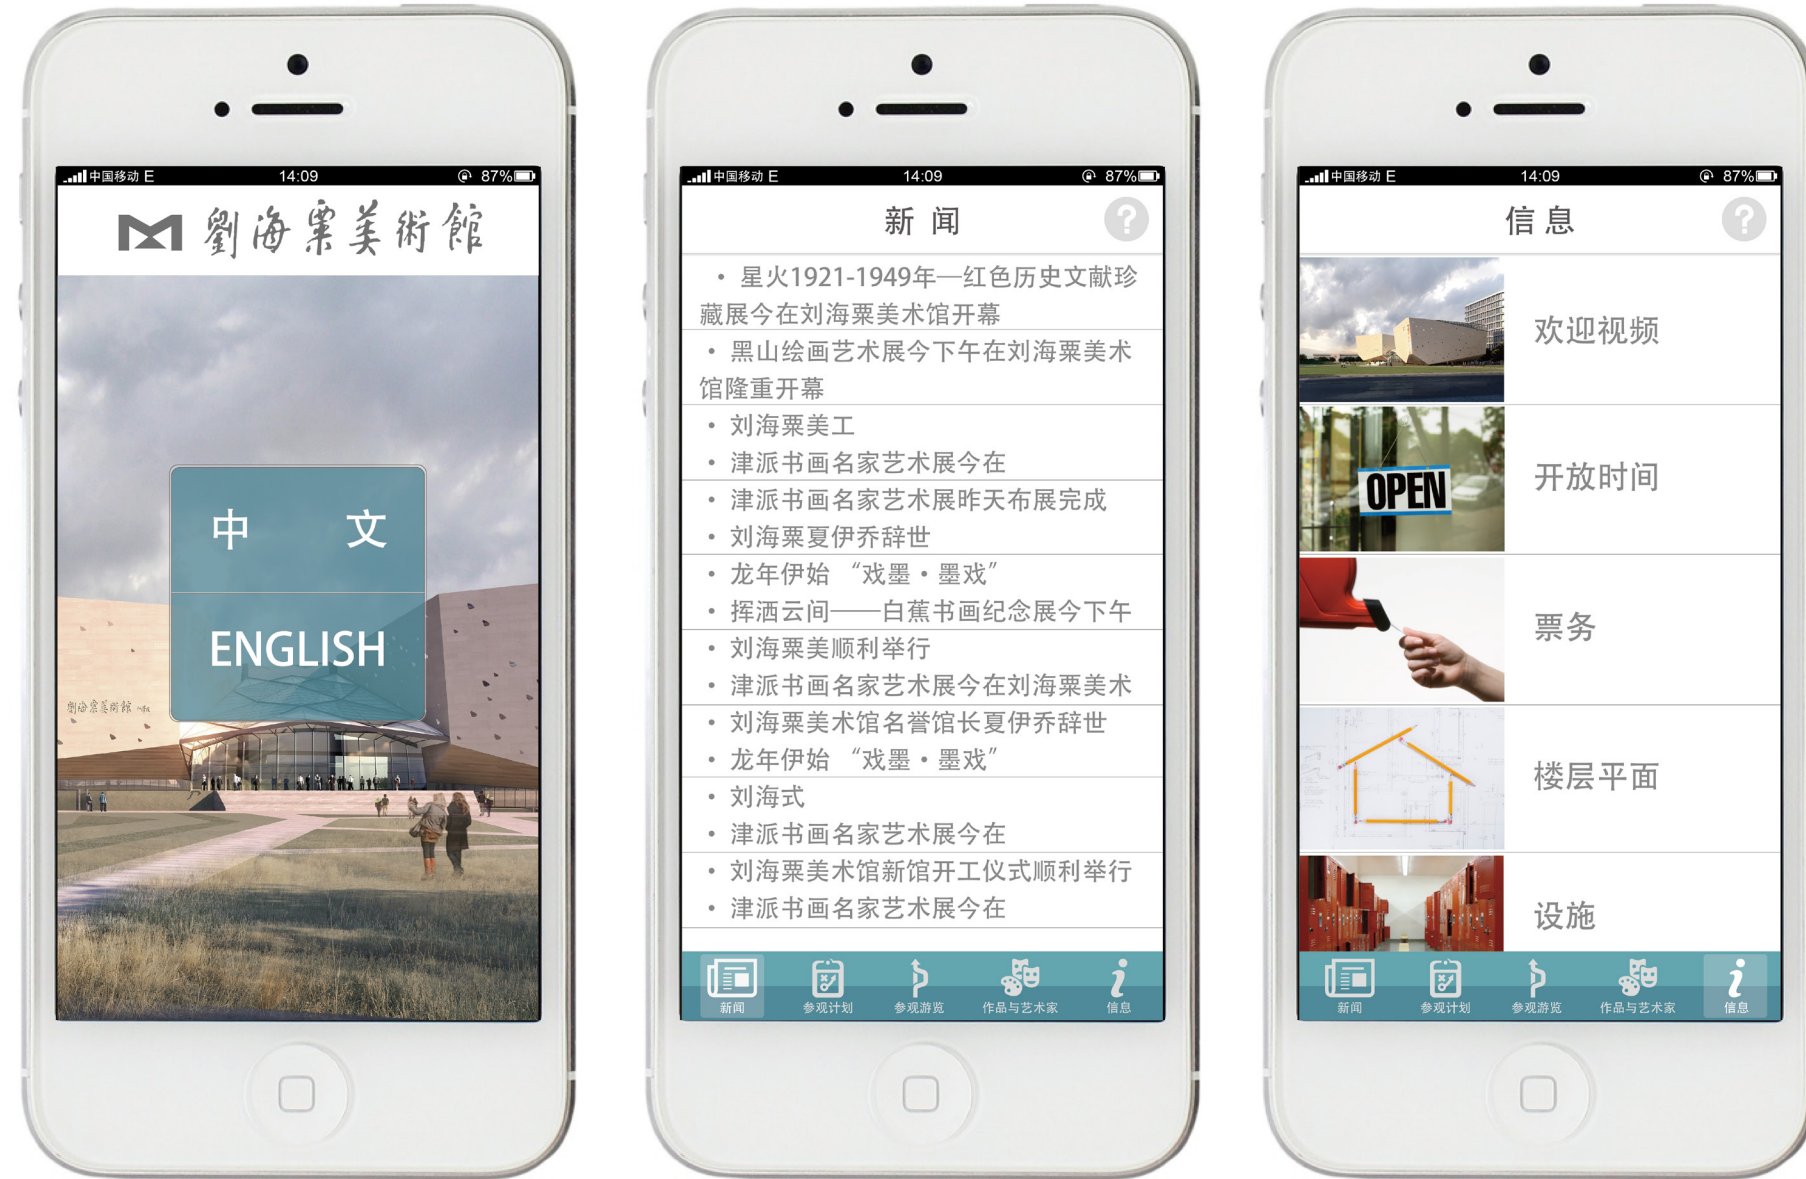 中国移动 E 14:09 87%
劉海粟美術館
中 文
ENGLISH
劉海粟美術館
中国移动 E 14:09 87%
新 闻 ?
• 星火1921-1949年—红色历史文献珍
藏展今在刘海粟美术馆开幕
• 黑山绘画艺术展今下午在刘海粟美术
馆隆重开幕
• 刘海粟美工
• 津派书画名家艺术展今在
• 津派书画名家艺术展昨天布展完成
• 刘海粟夏伊乔辞世
• 龙年伊始 “戏墨·墨戏”
• 挥洒云间——白蕉书画纪念展今下午
• 刘海粟美顺利举行
• 津派书画名家艺术展今在刘海粟美术
• 刘海粟美术馆名誉馆长夏伊乔辞世
• 龙年伊始 “戏墨·墨戏”
• 刘海式
• 津派书画名家艺术展今在
• 刘海粟美术馆新馆开工仪式顺利举行
• 津派书画名家艺术展今在
新闻 参观计划 参观游览 作品与艺术家 信息
中国移动 E 14:09 87%
信息 ?
欢迎视频
OPEN
开放时间
票务
楼层平面
设施
新闻 参观计划 参观游览 作品与艺术家 信息